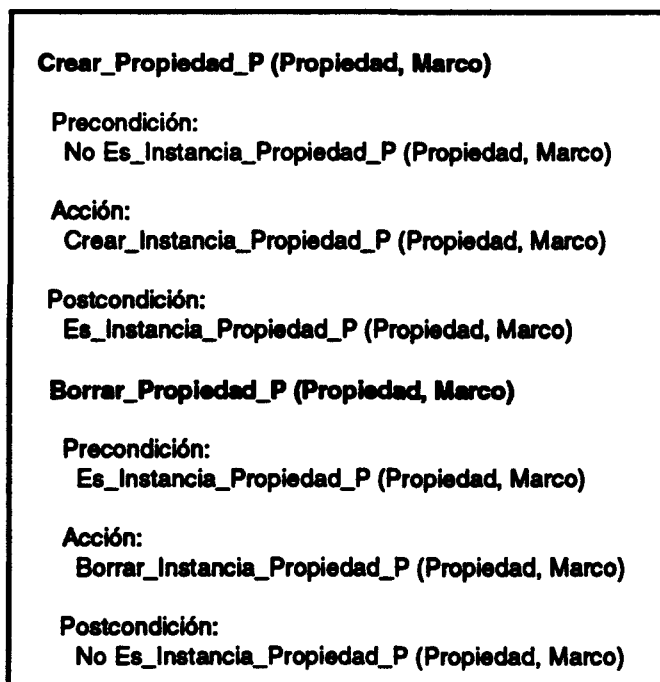 Crear_Propiedad_P (Propiedad, Marco)
Precondición:
No Es_Instancia_Propiedad_P (Propiedad, Marco)
Acción:
Crear_Instancia_Propiedad_P (Propiedad, Marco)
Postcondición:
Es_Instancia_Propiedad_P (Propiedad, Marco)
Borrar_Propiedad_P (Propiedad, Marco)
Precondición:
Es_Instancia_Propiedad_P (Propiedad, Marco)
Acción:
Borrar_Instancia_Propiedad_P (Propiedad, Marco)
Postcondición:
No Es_Instancia_Propiedad_P (Propiedad, Marco)